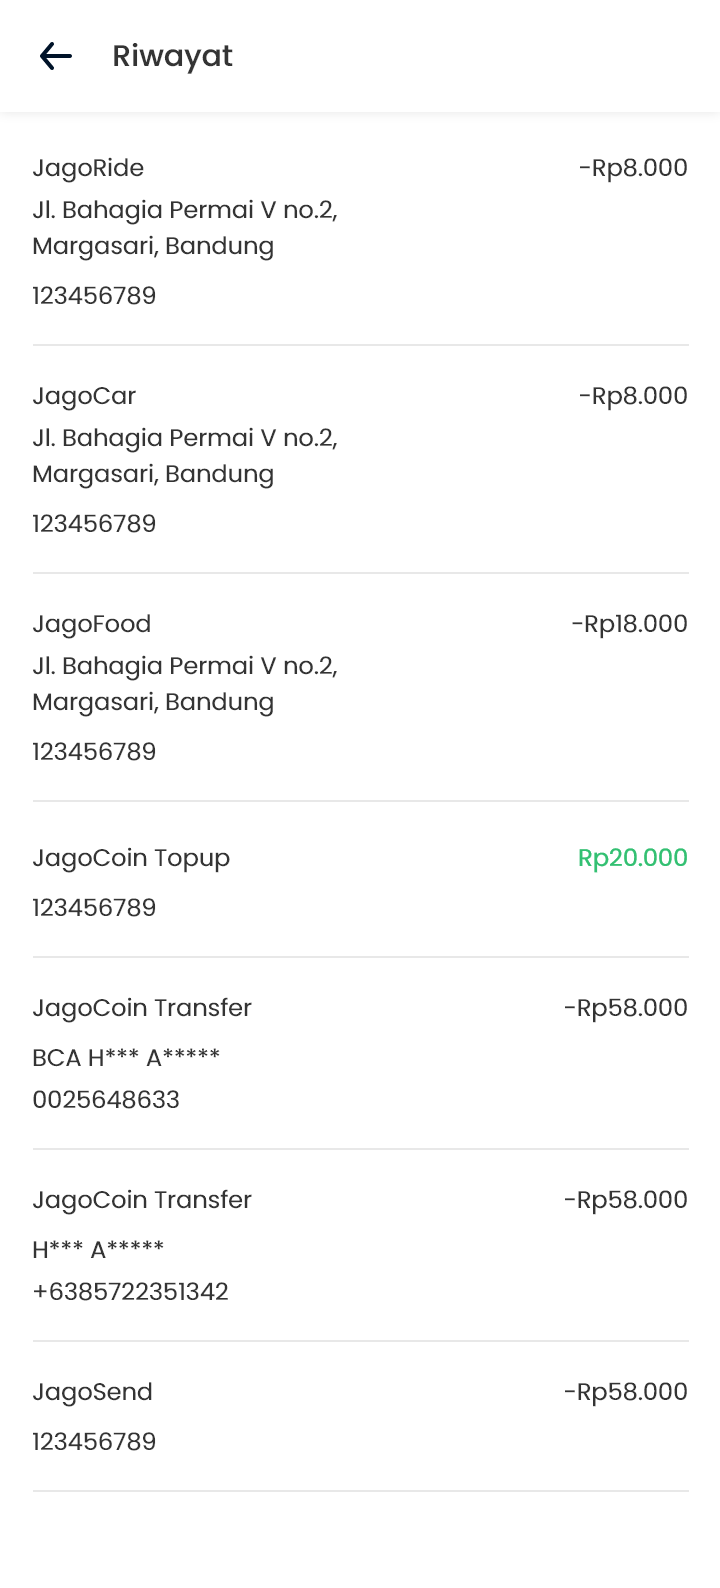 Riwayat
JagoRide -Rp8.000
Jl. Bahagia Permai V no.2,
Margasari, Bandung
123456789
JagoCar -Rp8.000
Jl. Bahagia Permai V no.2,
Margasari, Bandung
123456789
JagoFood -Rp18.000
Jl. Bahagia Permai V no.2,
Margasari, Bandung
123456789
JagoCoin Topup Rp20.000
123456789
JagoCoin Transfer -Rp58.000
BCA H*** A*****
0025648633
JagoCoin Transfer -Rp58.000
H*** A*****
+6385722351342
JagoSend -Rp58.000
123456789